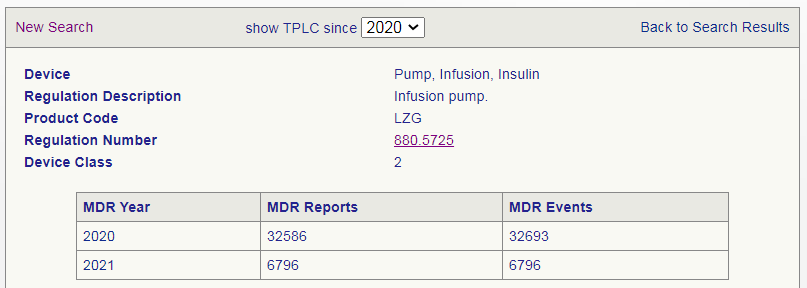 New Search show TPLC since 2020 Back to Search Results
Device Pump, Infusion, Insulin
Regulation Description Infusion pump.
Product Code LZG
Regulation Number 880.5725
Device Class 2
MDR Year MDR Reports MDR Events
2020 32586 32693
2021 6796 6796